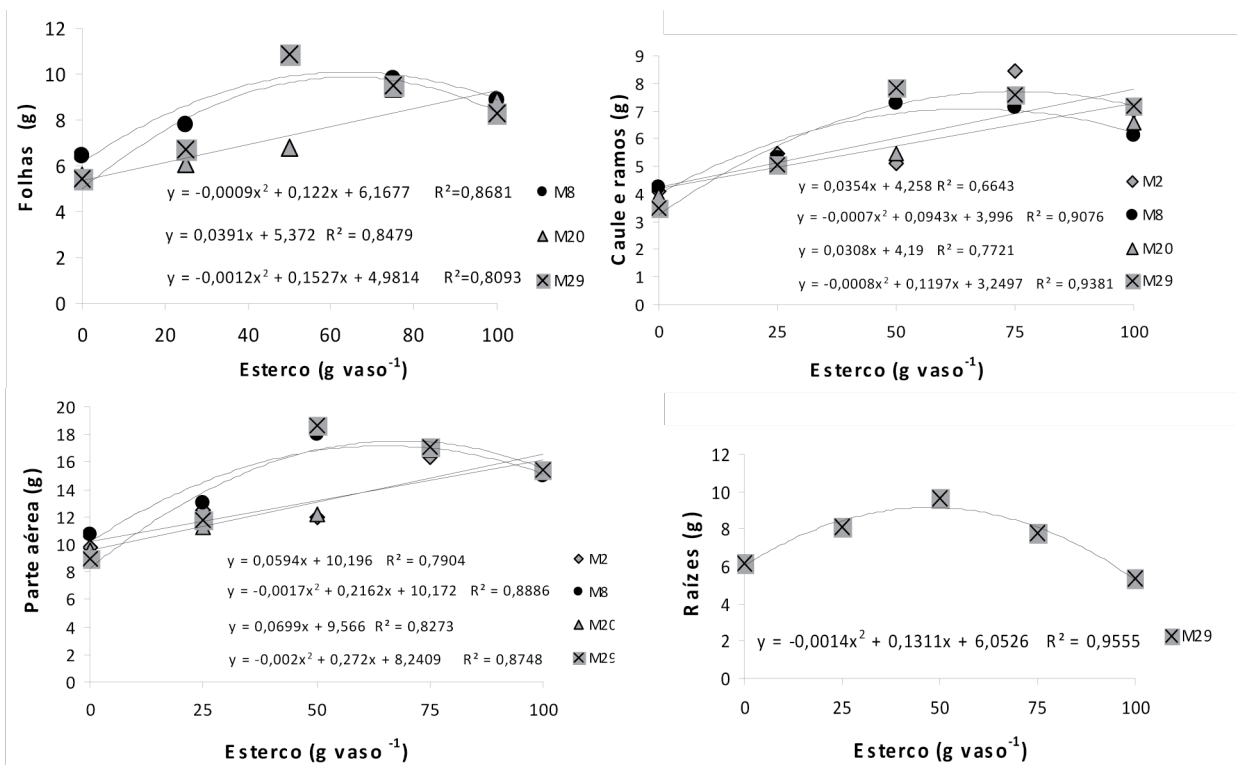 Folhas (g)
12
10
8
6
4
2
0
y = -0,0009x² + 0,122x + 6,1677 R²=0,8681
M8
y = 0,0391x + 5,372 R² = 0,8479
M20
y = -0,0012x² + 0,1527x + 4,9814 R²=0,8093
M29
0 20 40 60 80 100
Esterco (g vaso⁻¹)
Caule e ramos (g)
9
8
7
6
5
4
3
2
1
0
y = 0,0354x + 4,258 R² = 0,6643
M2
y = -0,0007x² + 0,0943x + 3,996 R² = 0,9076
M8
y = 0,0308x + 4,19 R² = 0,7721
M20
y = -0,0008x² + 0,1197x + 3,2497 R² = 0,9381
M29
0 25 50 75 100
Esterco (g vaso⁻¹)
Parte aérea (g)
20
18
16
14
12
10
8
6
4
2
0
y = 0,0594x + 10,196 R² = 0,7904
M2
y = -0,0017x² + 0,2162x + 10,172 R² = 0,8886
M8
y = 0,0699x + 9,566 R² = 0,8273
M20
y = -0,002x² + 0,272x + 8,2409 R² = 0,8748
M29
0 25 50 75 100
Esterco (g vaso⁻¹)
Raízes (g)
12
10
8
6
4
2
0
y = -0,0014x² + 0,1311x + 6,0526 R² = 0,9555
M29
0 25 50 75 100
Esterco (g vaso⁻¹)